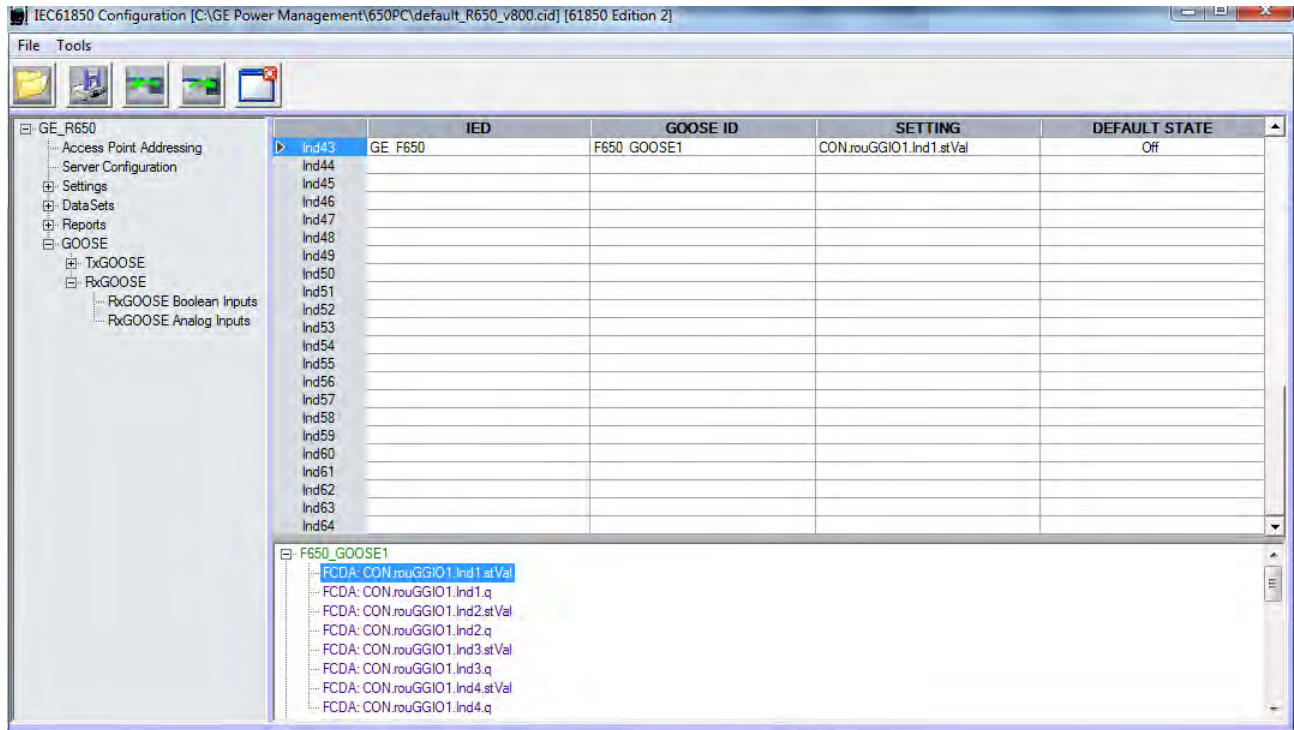 IEC61850 Configuration [C:\GE Power Management\650PC\default_R650_v800.cid] [61850 Edition 2]
File Tools
GE_R650
Access Point Addressing
Server Configuration
Settings
DataSets
Reports
GOOSE
TxGOOSE
RxGOOSE
RxGOOSE Boolean Inputs
RxGOOSE Analog Inputs
IED GOOSE ID SETTING DEFAULT STATE
Ind43 GE F650 F650 GOOSE1 CON.rouGGIO1.Ind1.stVal Off
Ind44
Ind45
Ind46
Ind47
Ind48
Ind49
Ind50
Ind51
Ind52
Ind53
Ind54
Ind55
Ind56
Ind57
Ind58
Ind59
Ind60
Ind61
Ind62
Ind63
Ind64
F650_GOOSE1
FCDA: CON.rouGGIO1.Ind1.stVal
FCDA: CON.rouGGIO1.Ind1.q
FCDA: CON.rouGGIO1.Ind2.stVal
FCDA: CON.rouGGIO1.Ind2.q
FCDA: CON.rouGGIO1.Ind3.stVal
FCDA: CON.rouGGIO1.Ind3.q
FCDA: CON.rouGGIO1.Ind4.stVal
FCDA: CON.rouGGIO1.Ind4.q